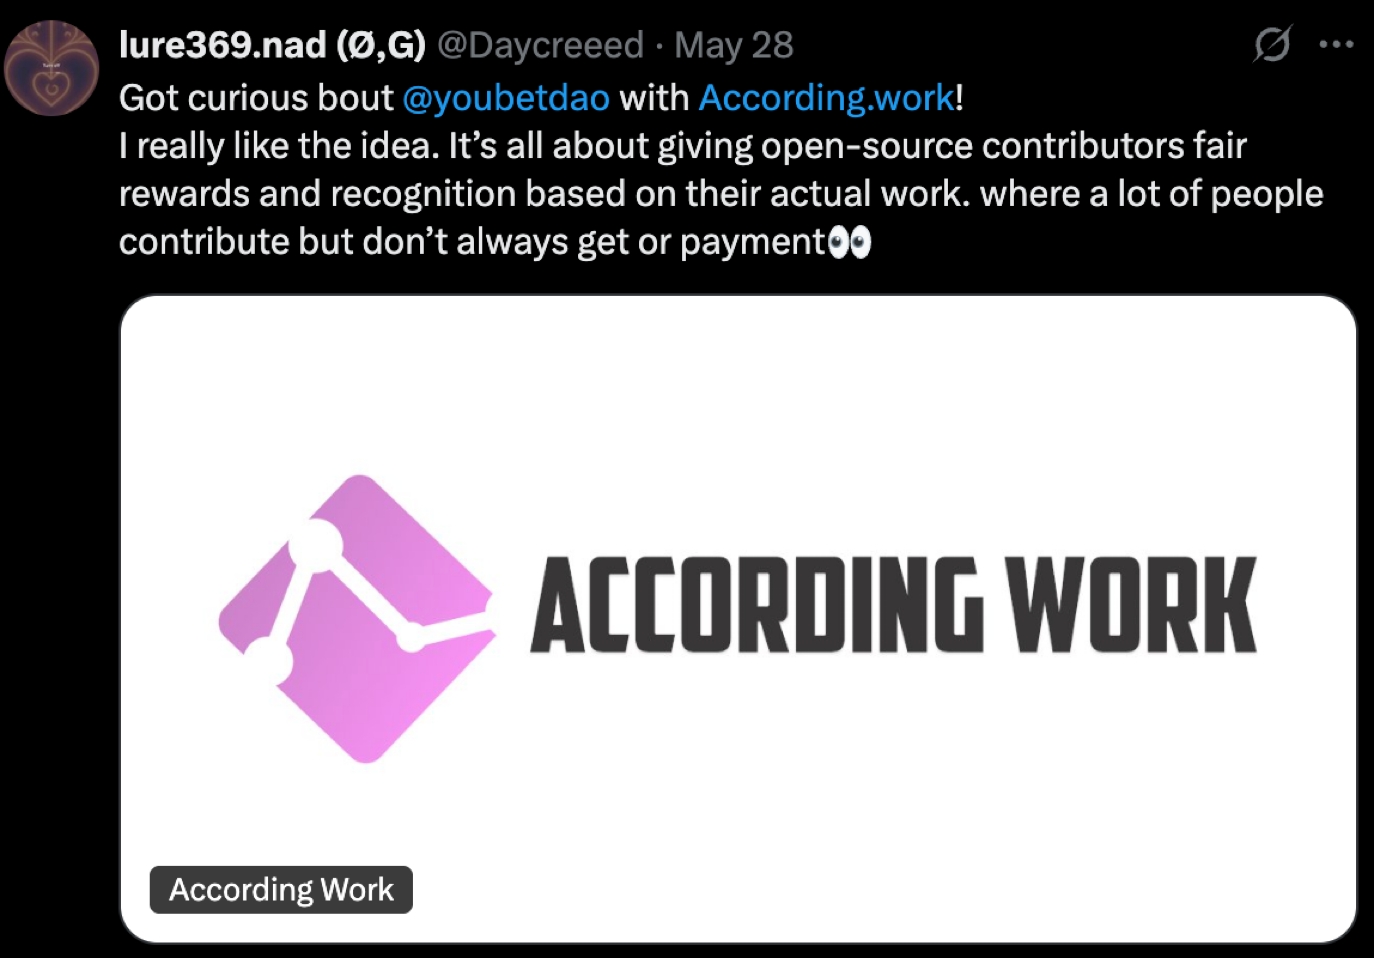 lure369.nad (Ø,G) @Daycreeed · May 28
Got curious bout @youbetdao with According.work!
I really like the idea. It’s all about giving open-source contributors fair
rewards and recognition based on their actual work. where a lot of people
contribute but don’t always get or payment👀
ACCORDING WORK
According Work